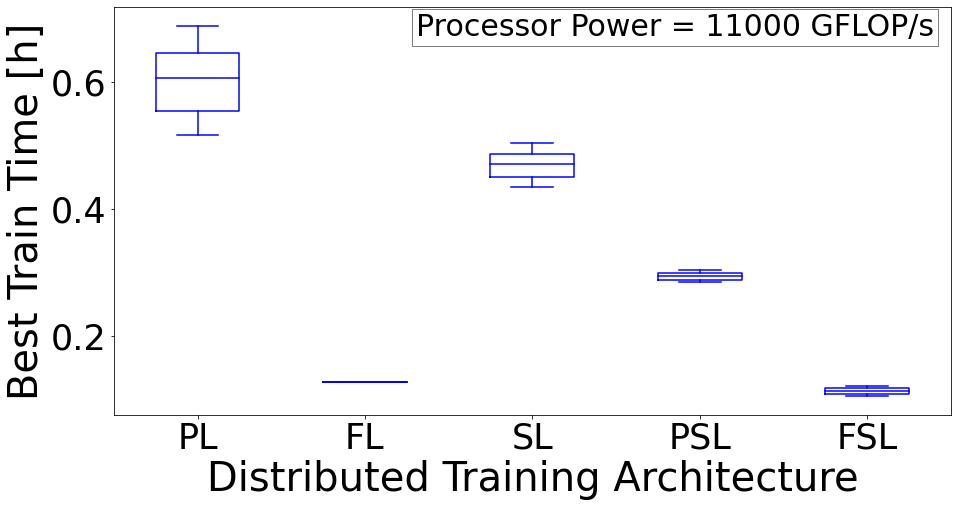 Processor Power = 11000 GFLOP/s
Best Train Time [h]
0.6
0.4
0.2
PL FL SL PSL FSL
Distributed Training Architecture